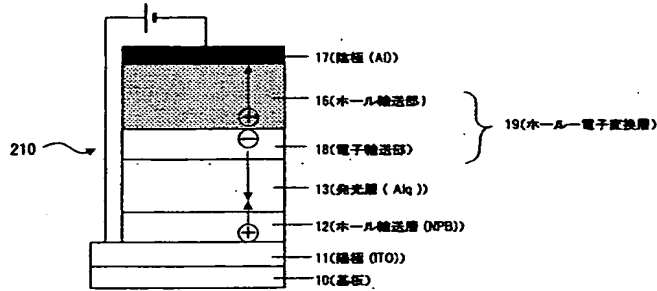 17(陰極(Al))
16(ホール輸送部)
19(ホール－電子変換層)
210
18(電子輸送部)
13(発光層(Alq))
12(ホール輸送層(NPB))
11(陽極(ITO))
10(基板)